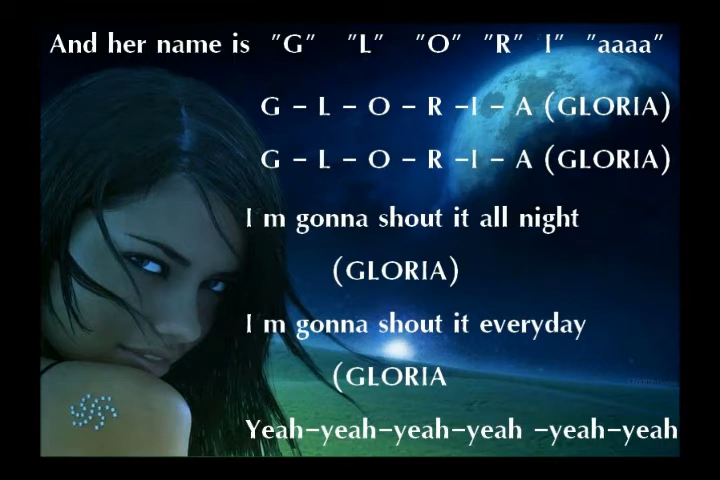 And her name is "G" "L" "O" "R" I" "aaaa"
G - L - O - R -I - A (GLORIA)
G - L - O - R -I - A (GLORIA)
I m gonna shout it all night
(GLORIA)
I m gonna shout it everyday
(GLORIA
Yeah-yeah-yeah-yeah -yeah-yeah